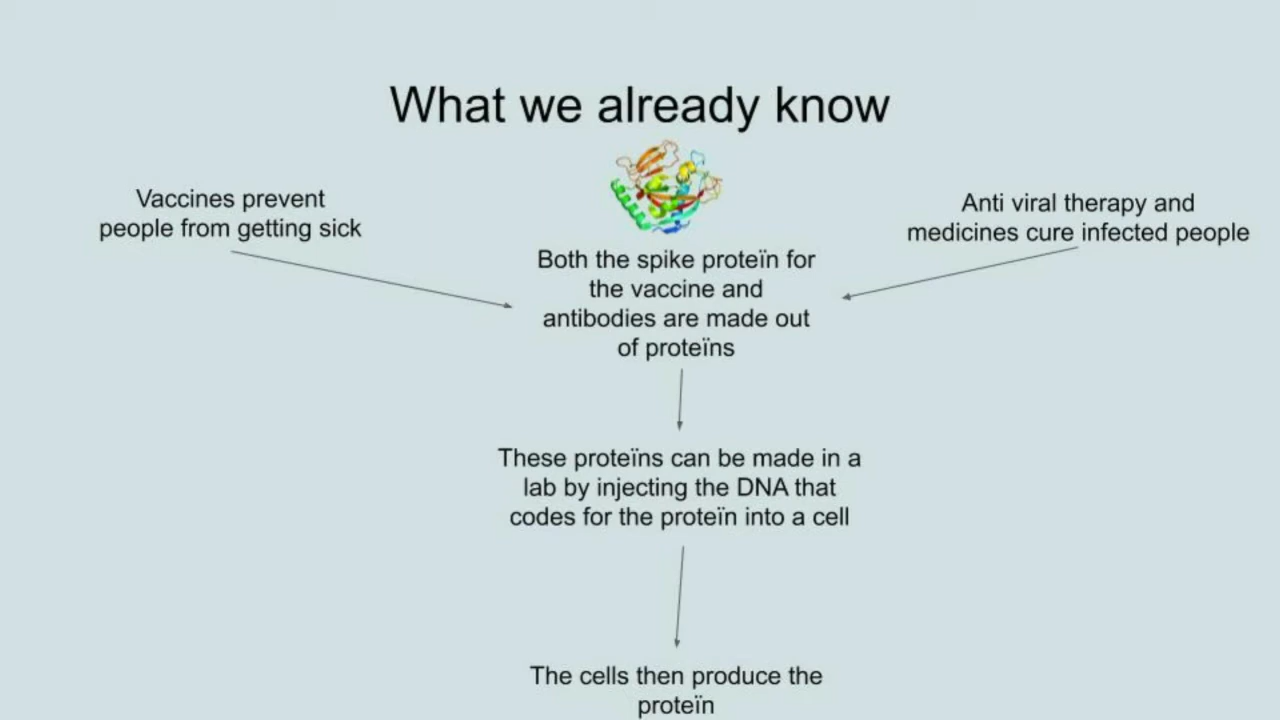 What we already know
Vaccines prevent
people from getting sick
Anti viral therapy and
medicines cure infected people
Both the spike proteïn for
the vaccine and
antibodies are made out
of proteïns
These proteïns can be made in a
lab by injecting the DNA that
codes for the proteïn into a cell
The cells then produce the
proteïn